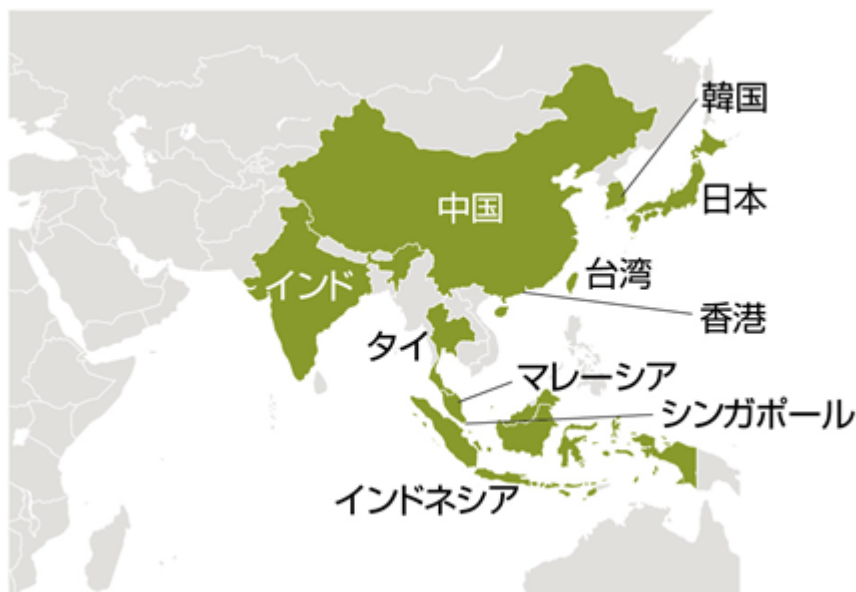 韓国
中国
日本
インド
台湾
香港
タイ
マレーシア
シンガポール
インドネシア